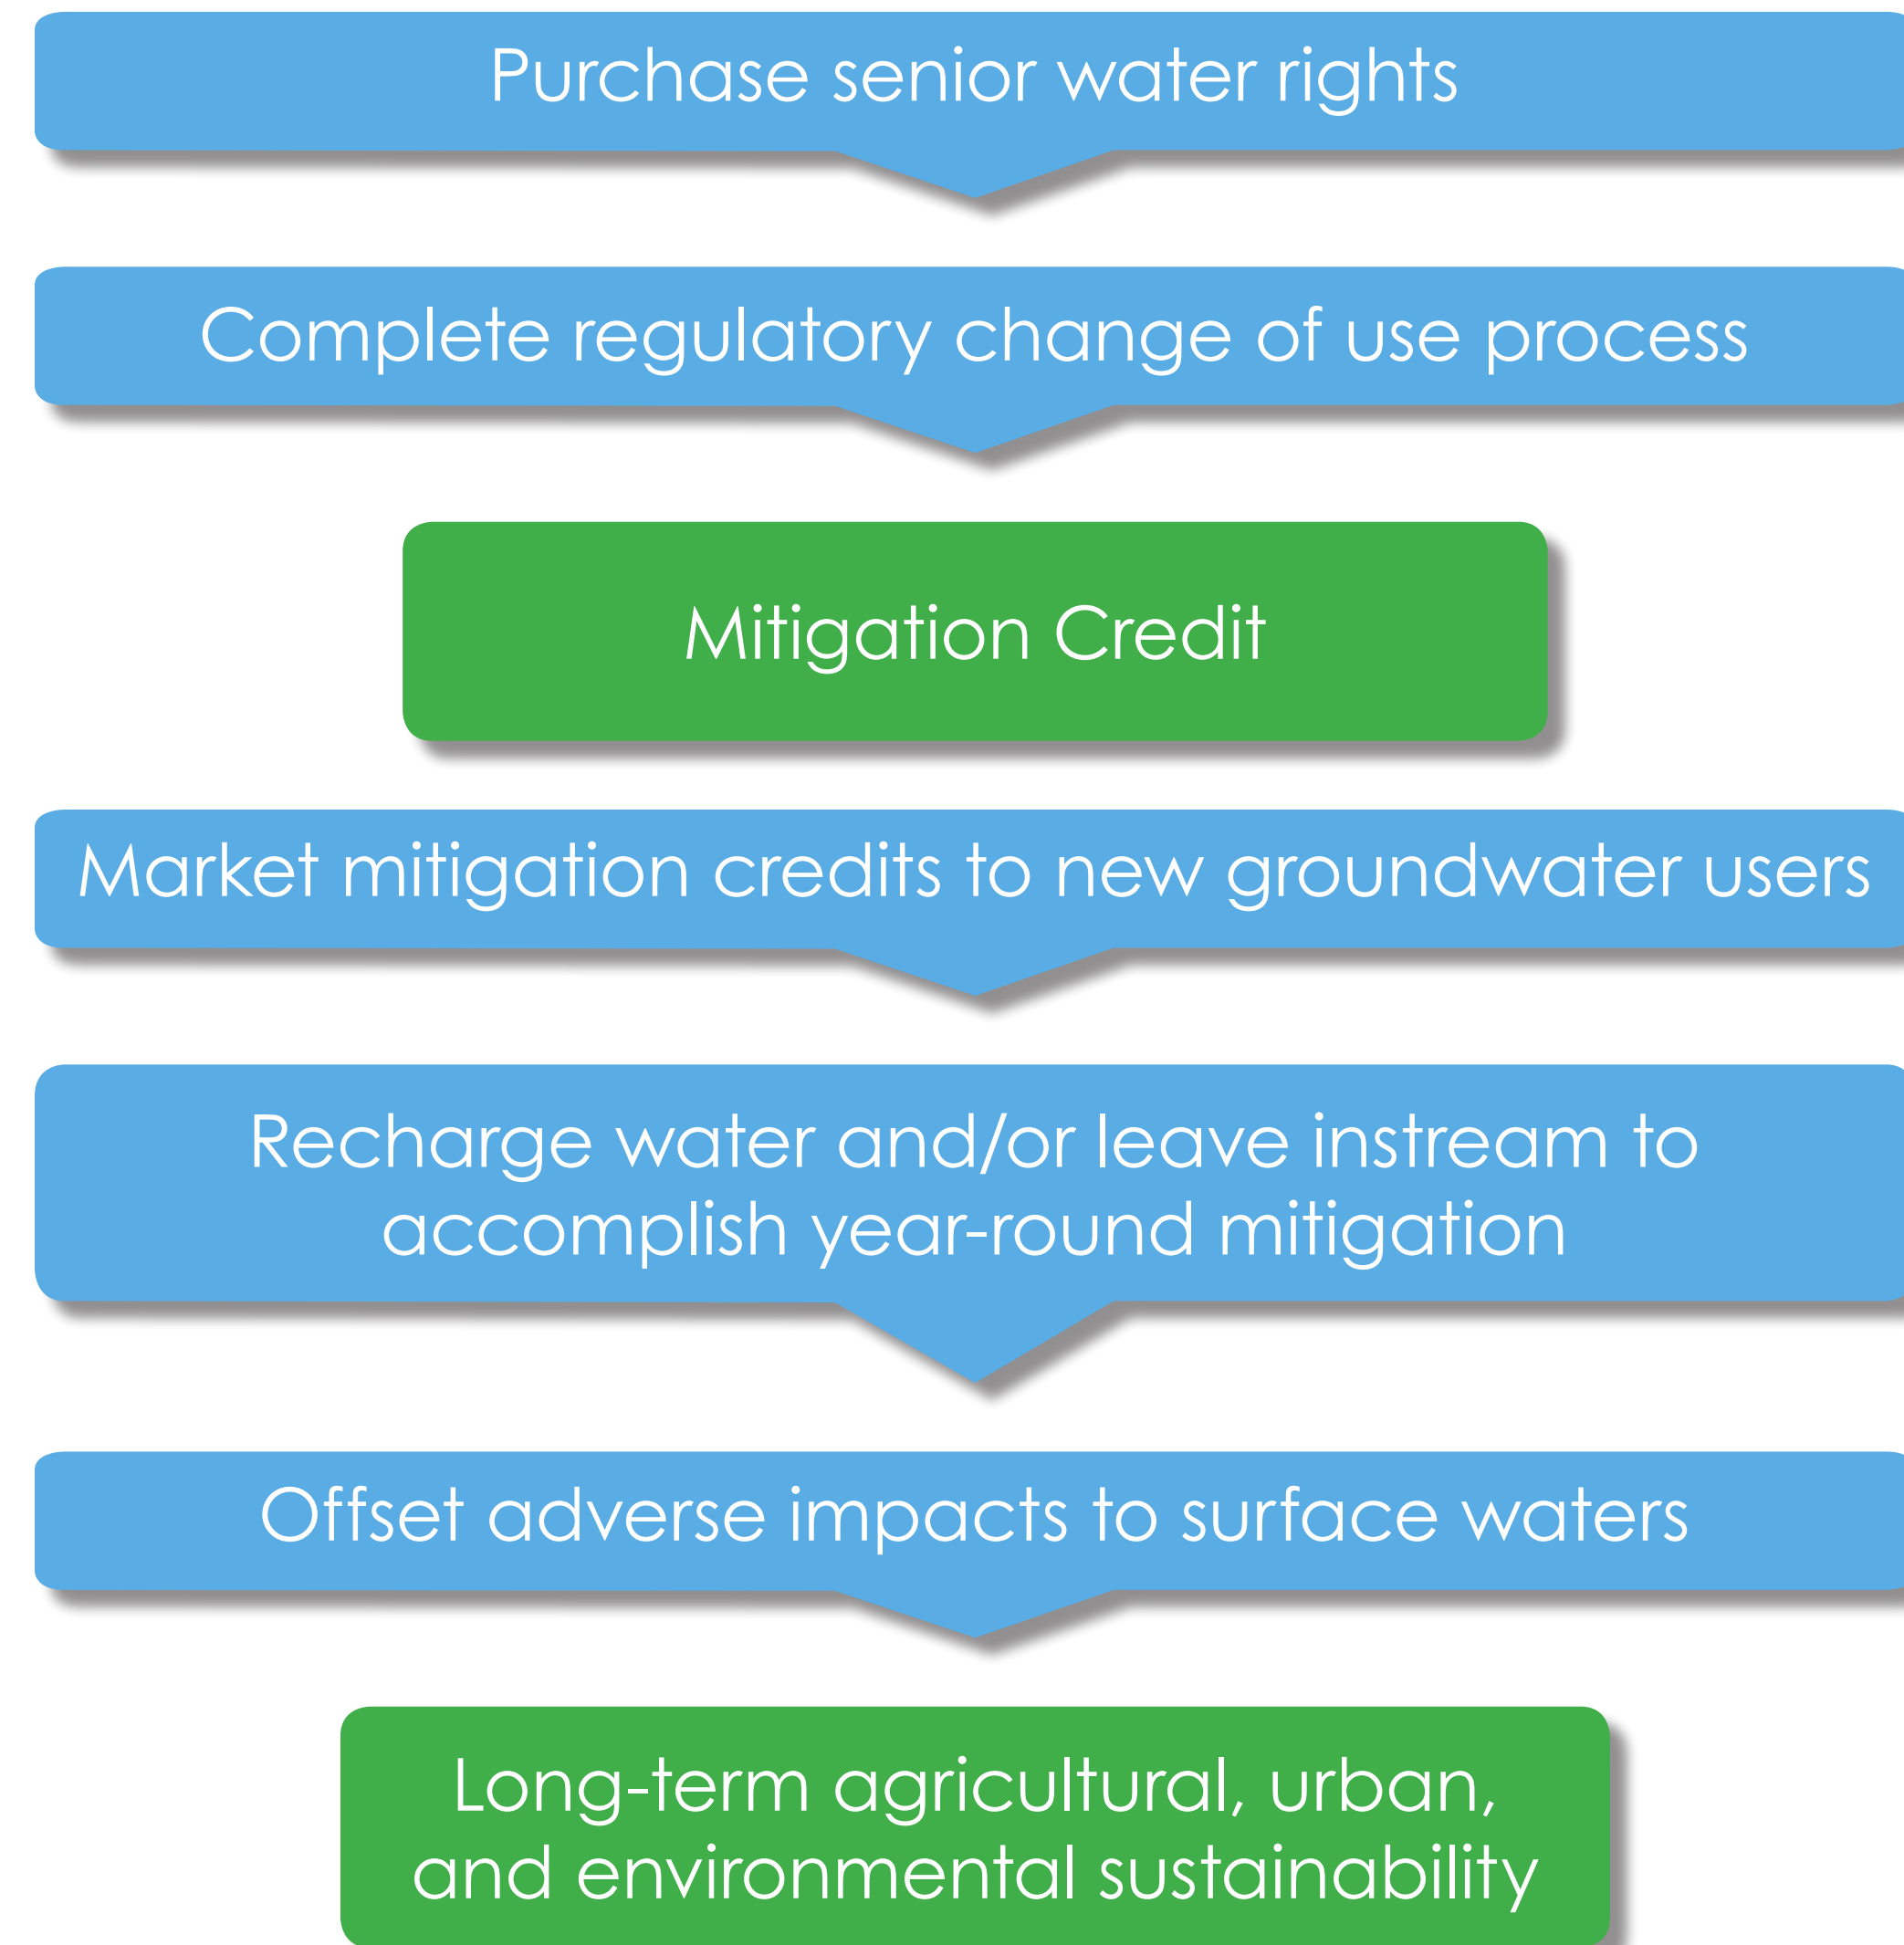 Purchase senior water rights
Complete regulatory change of use process
Mitigation Credit
Market mitigation credits to new groundwater users
Recharge water and/or leave instream to
accomplish year-round mitigation
Offset adverse impacts to surface waters
Long-term agricultural, urban,
and environmental sustainability